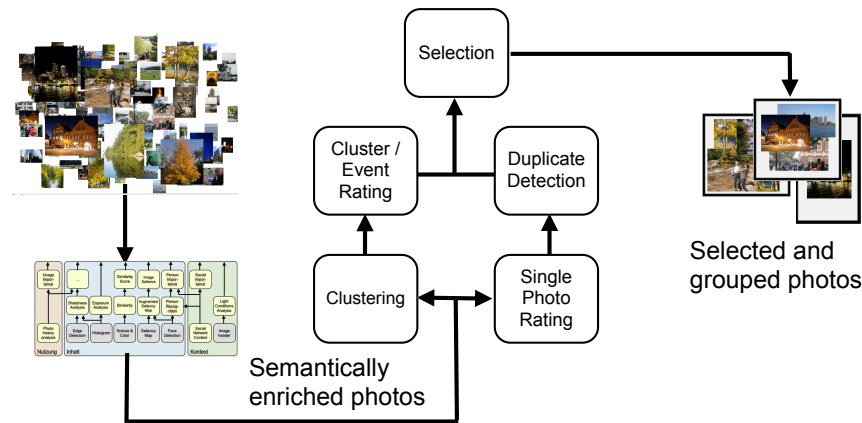 Selection
Cluster /
Event
Rating
Duplicate
Detection
Clustering
Single
Photo
Rating
Selected and
grouped photos
Semantically
enriched photos
Usage
Impor-
tance
...
Similarity
Score
Image
Salience
Person
Impor-
tance
Social
Impor-
tance
Sharpness
Analysis
Exposure
Analysis
Similarity
Augmented
Saliency
Map
Person
Recog-
nition
Light
Conditions
Analysis
Photo
history
analysis
Edge
Detection
Histogram
Texture &
Color
Saliency
Map
Face
Detection
Social
Network
Context
Image
header
Nutzung
Inhalt
Kontext